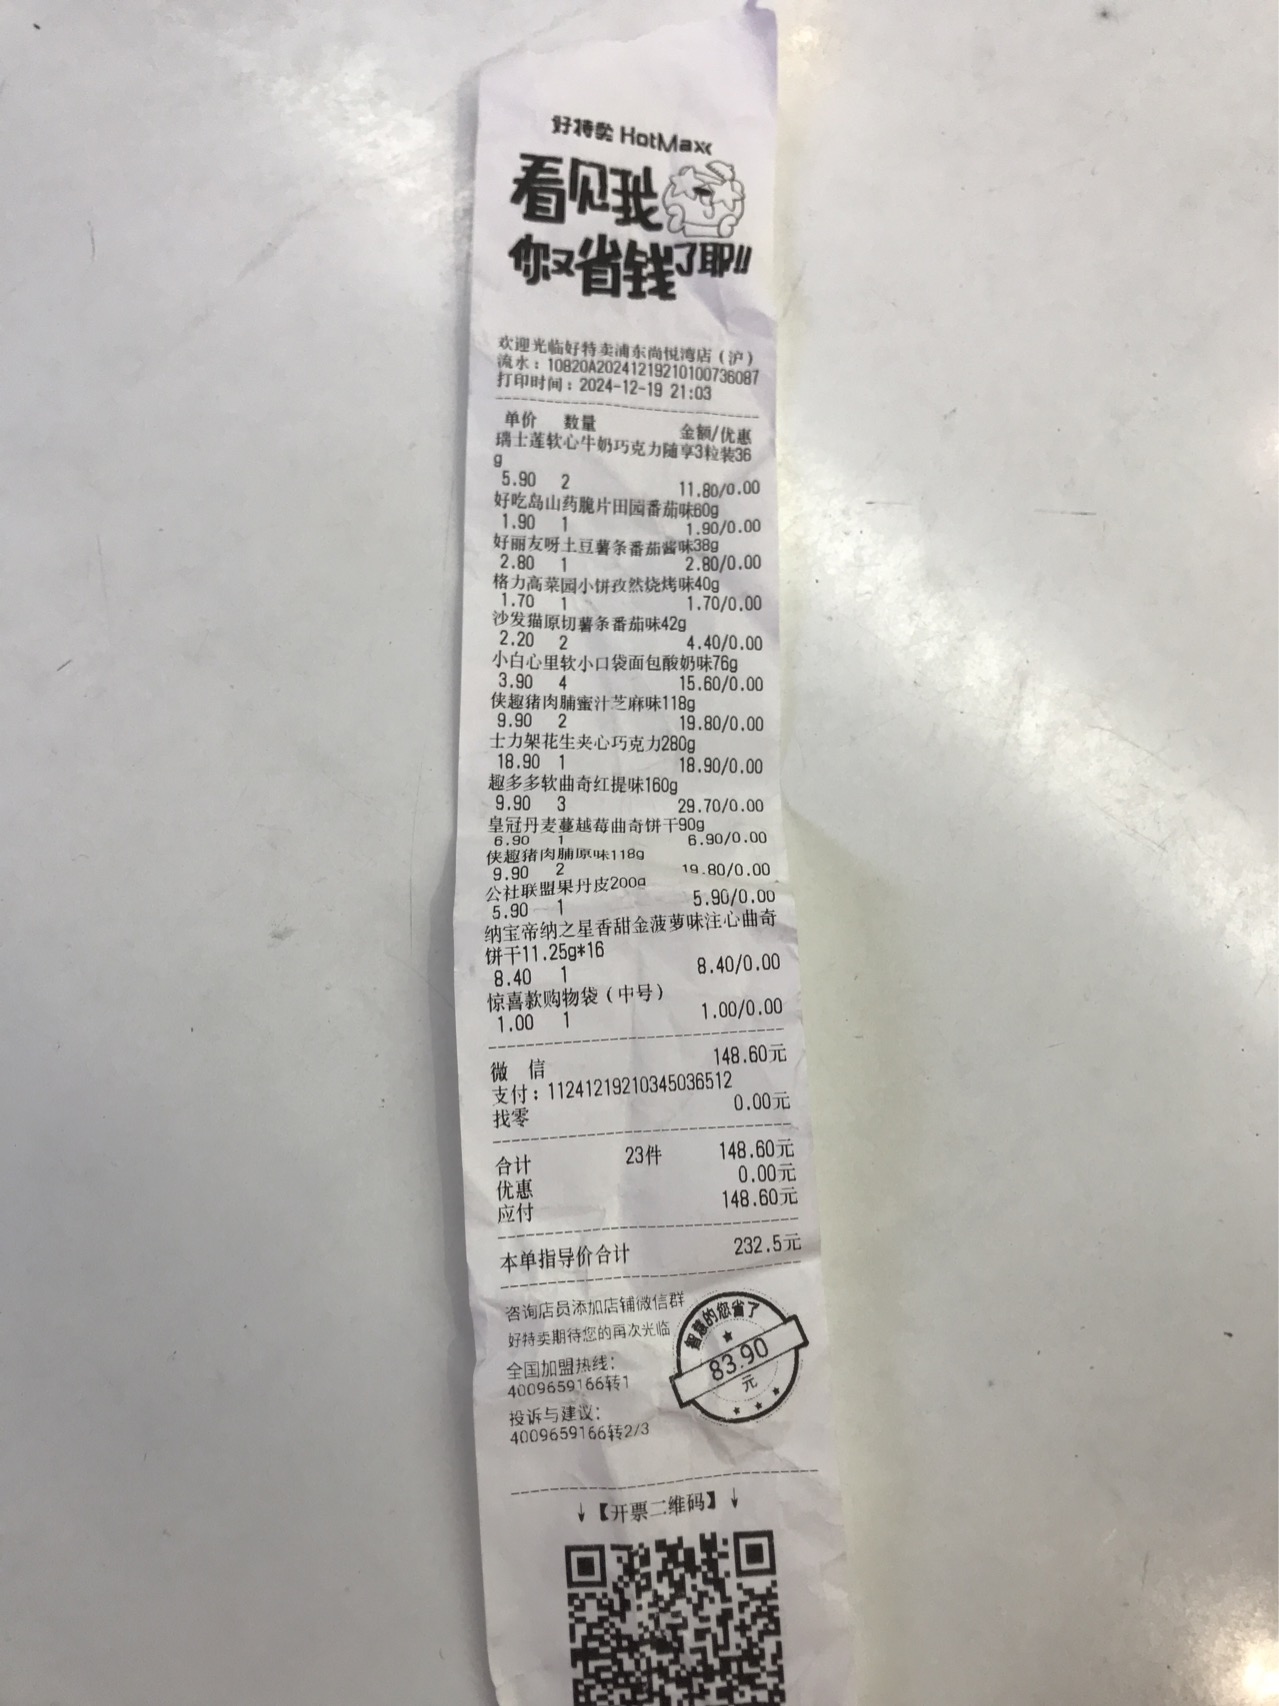 好特卖 HotMaxx
看见我
你又省钱了耶!!
欢迎光临好特卖浦东尚悦湾店（沪）
流水：10820A20241219210100736087
打印时间：2024-12-19 21:03
单价 数量 金额/优惠
瑞士莲软心牛奶巧克力随享3粒装36
g
5.90 2 11.80/0.00
好吃岛山药脆片田园番茄味60g
1.90 1 1.90/0.00
好丽友呀土豆薯条番茄酱味38g
2.80 1 2.80/0.00
格力高菜园小饼孜然烧烤味40g
1.70 1 1.70/0.00
沙发猫原切薯条番茄味42g
2.20 2 4.40/0.00
小白心里软小口袋面包酸奶味76g
3.90 4 15.60/0.00
侠趣猪肉脯蜜汁芝麻味118g
9.90 2 19.80/0.00
士力架花生夹心巧克力280g
18.90 1 18.90/0.00
趣多多软曲奇红提味160g
9.90 3 29.70/0.00
皇冠丹麦蔓越莓曲奇饼干90g
6.90 1 6.90/0.00
侠趣猪肉脯原味118g
9.90 2 19.80/0.00
公社联盟果丹皮200g
5.90 1 5.90/0.00
纳宝帝纳之星香甜金菠萝味注心曲奇
饼干11.25g*16
8.40 1 8.40/0.00
惊喜款购物袋（中号）
1.00 1 1.00/0.00
微 信 148.60元
支付：11241219210345036512
找零 0.00元
合计 23件 148.60元
优惠 0.00元
应付 148.60元
本单指导价合计 232.5元
咨询店员添加店铺微信群
好特卖期待您的再次光临
全国加盟热线：
4009659166转1
投诉与建议：
4009659166转2/3
智慧的您省了
83.90
元
↓【开票二维码】↓